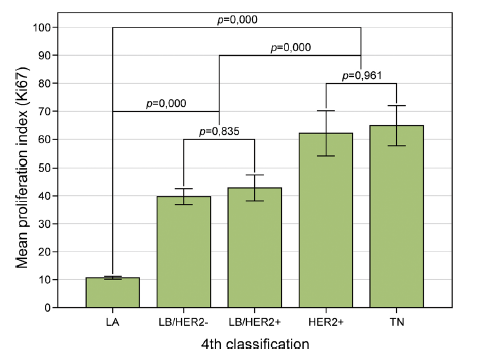 p=0,000
p=0,000
p=0,961
p=0,000
p=0,835
Mean proliferation index (Ki67)
100
90
80
70
60
50
40
30
20
10
0
LA LB/HER2- LB/HER2+ HER2+ TN
4th classification